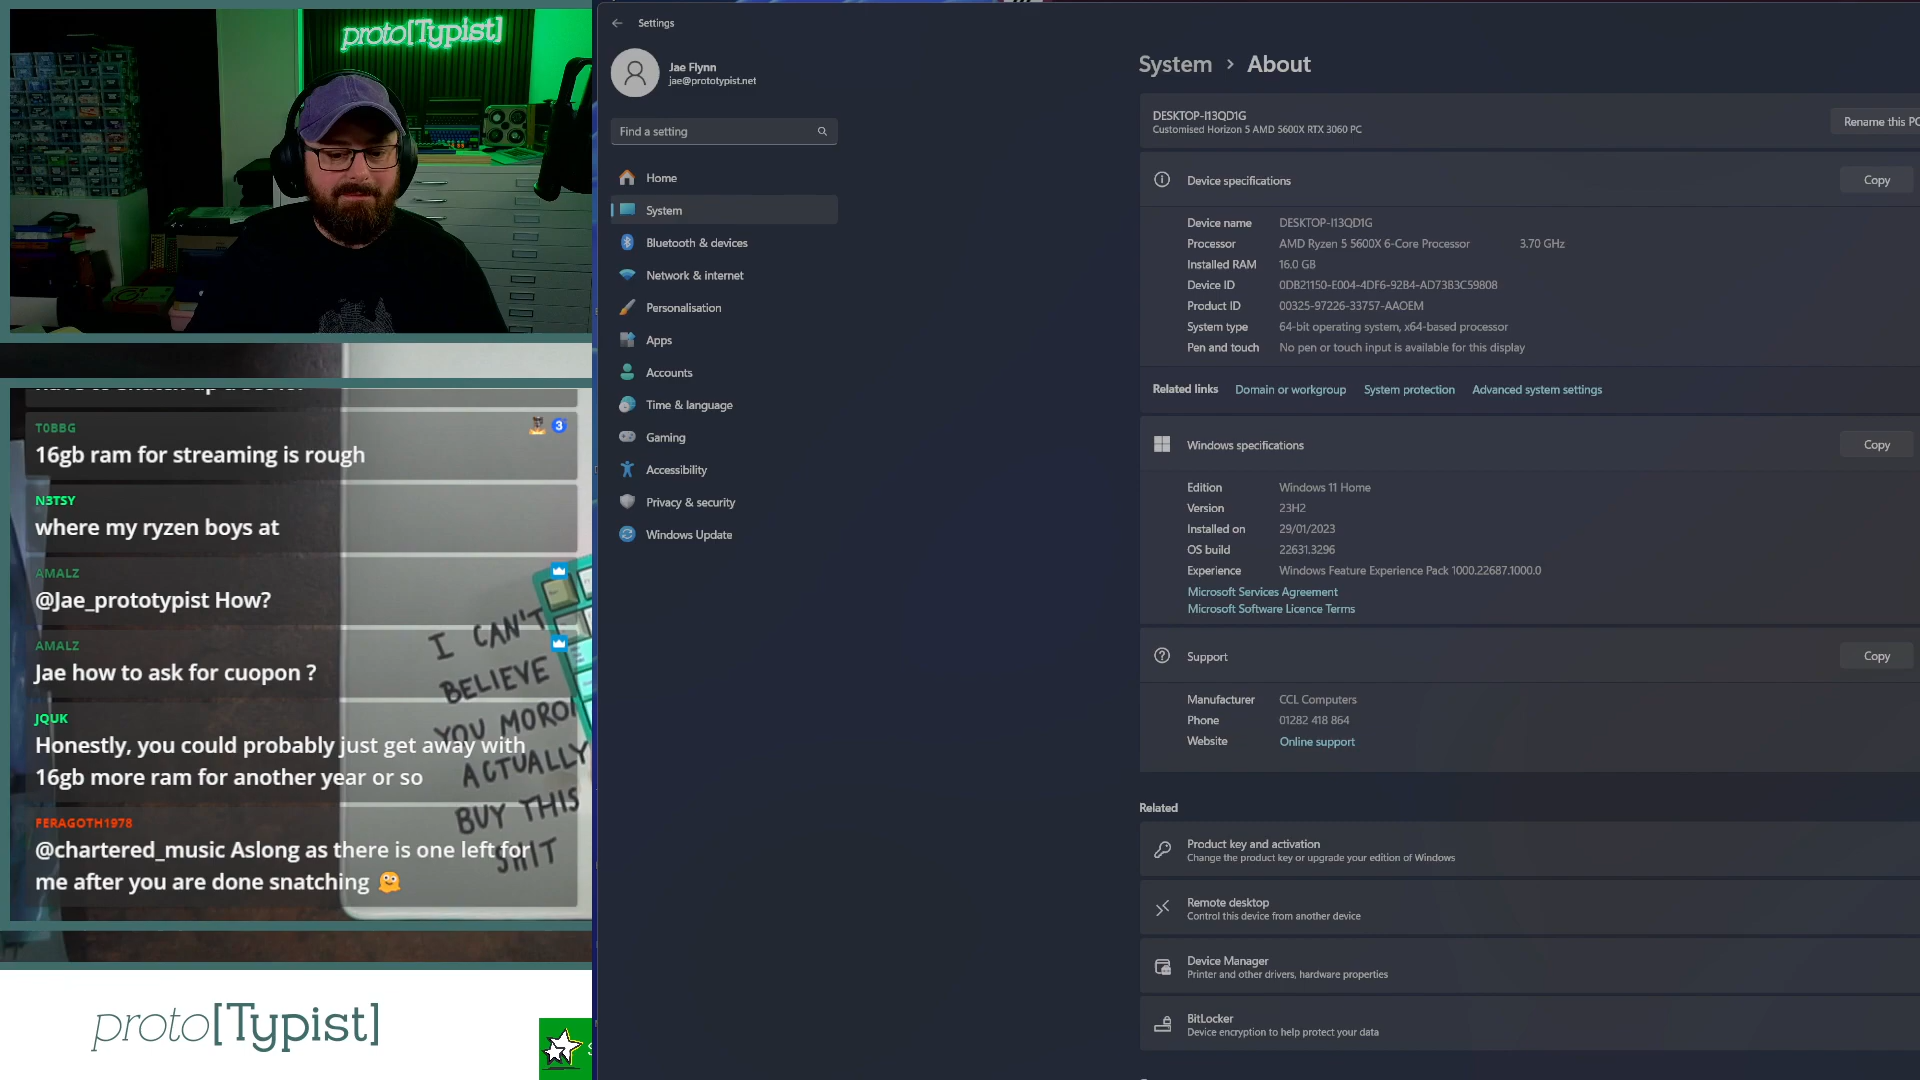 proto[Typist]
T0BBG
3
16gb ram for streaming is rough
N3TSY
where my ryzen boys at
AMALZ
@Jae_prototypist How?
AMALZ
Jae how to ask for cuopon ?
JQUK
Honestly, you could probably just get away with
16gb more ram for another year or so
FERAGOTH1978
@chartered_music Aslong as there is one left for
me after you are done snatching
I CAN'T
BELIEVE
YOU MORO
ACTUALLY
BUY THIS
SHIT
proto[Typist]
Settings
Jae Flynn
jae@prototypist.net
Find a setting
Home
System
Bluetooth & devices
Network & internet
Personalisation
Apps
Accounts
Time & language
Gaming
Accessibility
Privacy & security
Windows Update
System > About
DESKTOP-I13QD1G
Customised Horizon 5 AMD 5600X RTX 3060 PC
Rename this PC
Device specifications
Copy
Device name DESKTOP-I13QD1G
Processor AMD Ryzen 5 5600X 6-Core Processor 3.70 GHz
Installed RAM 16.0 GB
Device ID 0DB21150-E004-4DF6-92B4-AD73B3C59808
Product ID 00325-97226-33757-AAOEM
System type 64-bit operating system, x64-based processor
Pen and touch No pen or touch input is available for this display
Related links Domain or workgroup System protection Advanced system settings
Windows specifications
Copy
Edition Windows 11 Home
Version 23H2
Installed on 29/01/2023
OS build 22631.3296
Experience Windows Feature Experience Pack 1000.22687.1000.0
Microsoft Services Agreement
Microsoft Software Licence Terms
Support
Copy
Manufacturer CCL Computers
Phone 01282 418 864
Website Online support
Related
Product key and activation
Change the product key or upgrade your edition of Windows
Remote desktop
Control this device from another device
Device Manager
Printer and other drivers, hardware properties
BitLocker
Device encryption to help protect your data